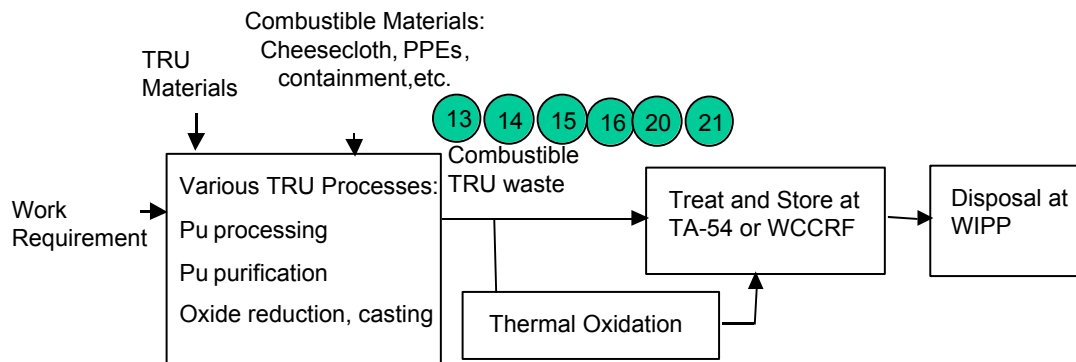 Combustible Materials:
Cheesecloth, PPEs,
containment,etc.
TRU
Materials
13 14 15 16 20 21
Combustible
TRU waste
Work
Requirement
Various TRU Processes:
Pu processing
Pu purification
Oxide reduction, casting
Treat and Store at
TA-54 or WCCRF
Disposal at
WIPP
Thermal Oxidation